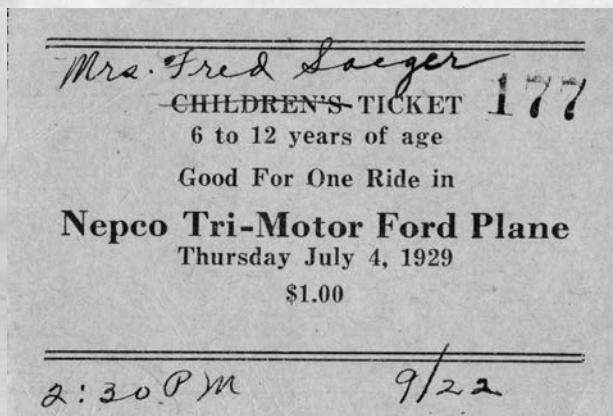 Mrs. Fred Saeger
CHILDREN'S TICKET 177
6 to 12 years of age
Good For One Ride in
Nepco Tri-Motor Ford Plane
Thursday July 4, 1929
$1.00
2:30 PM 9/22